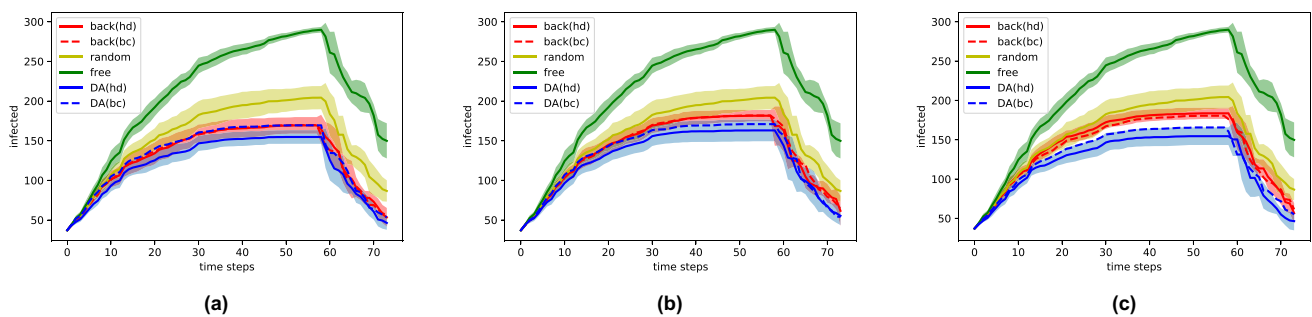 300
250
200
150
100
50
infected
back(hd)
back(bc)
random
free
DA(hd)
DA(bc)
0 10 20 30 40 50 60 70
time steps
(a)
300
250
200
150
100
50
infected
back(hd)
back(bc)
random
free
DA(hd)
DA(bc)
0 10 20 30 40 50 60 70
time steps
(b)
300
250
200
150
100
50
infected
back(hd)
back(bc)
random
free
DA(hd)
DA(bc)
0 10 20 30 40 50 60 70
time steps
(c)